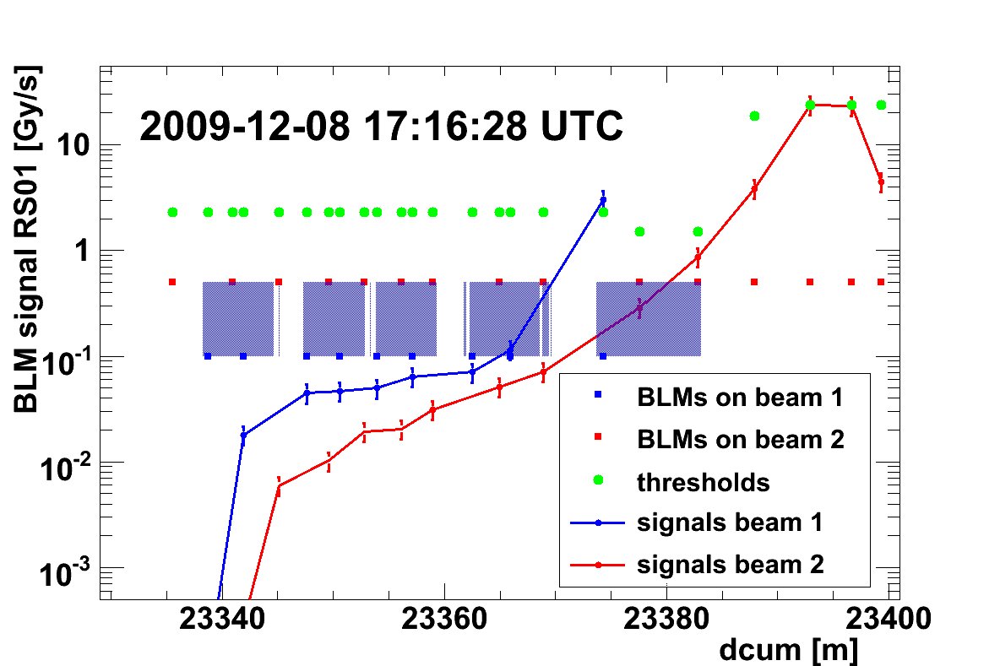 2009-12-08 17:16:28 UTC
BLM signal RS01 [Gy/s]
10
1
10-1
10-2
10-3
BLMs on beam 1
BLMs on beam 2
thresholds
signals beam 1
signals beam 2
23340 23360 23380 23400
dcum [m]